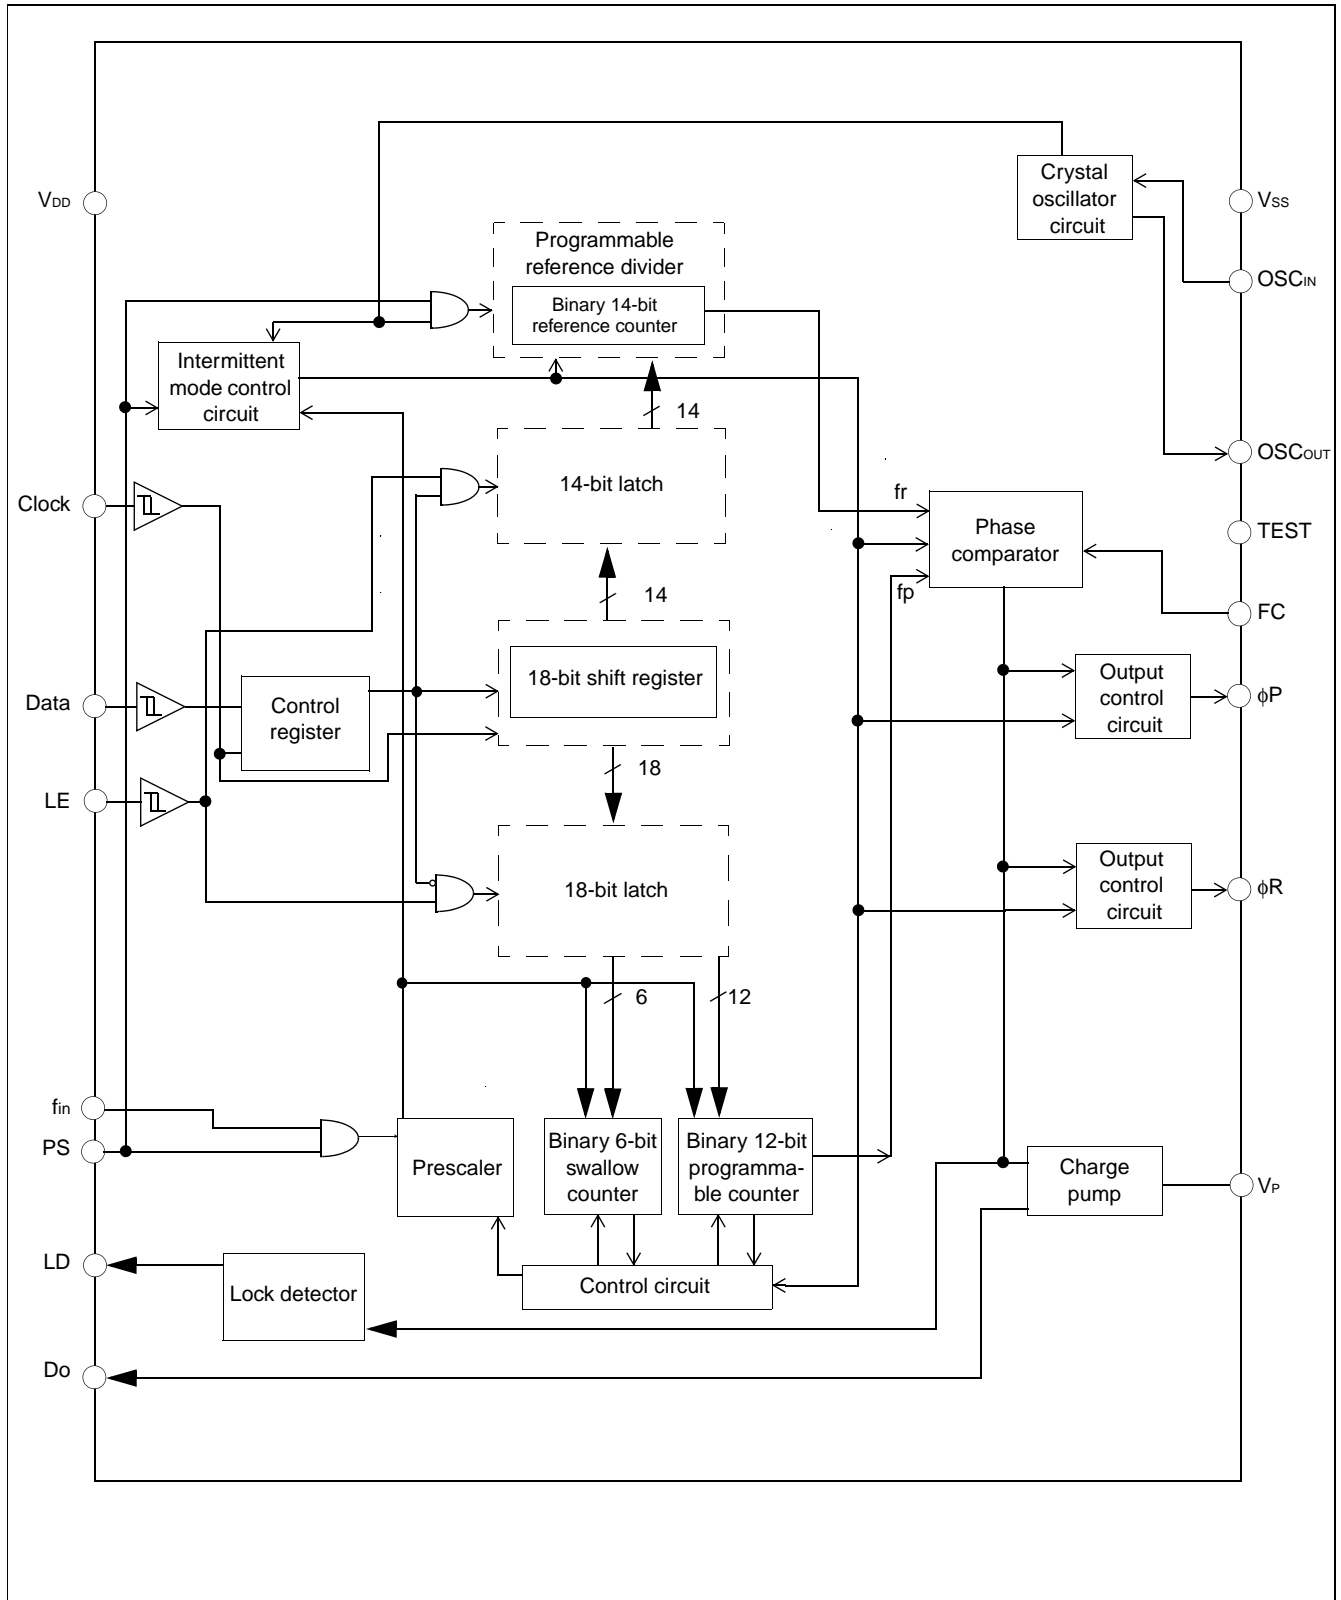 Crystal
oscillator
circuit
VDD
VSS
Programmable
reference divider
OSCIN
Binary 14-bit
reference counter
Intermittent
mode control
circuit
14
14-bit latch
OSCOUT
Clock
fr
Phase
comparator
TEST
fp
14
FC
18-bit shift register
Data
Control
register
Output
control
circuit
ϕP
18
LE
18-bit latch
Output
control
circuit
ϕR
6
12
fin
PS
Prescaler
Binary 6-bit
swallow
counter
Binary 12-bit
programma-
ble counter
Charge
pump
VP
LD
Lock detector
Control circuit
Do